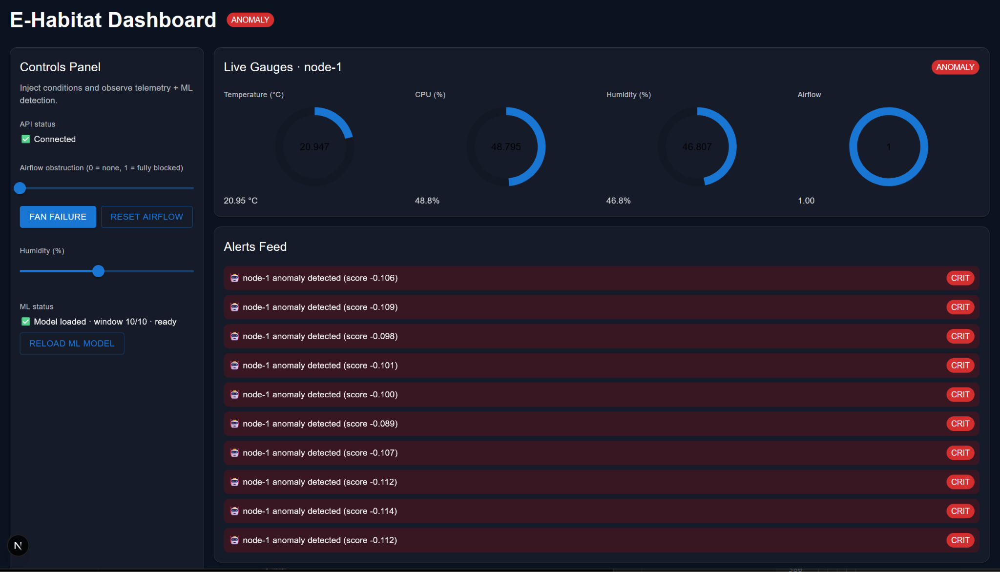 E-Habitat Dashboard
ANOMALY
Controls Panel
Inject conditions and observe telemetry + ML
detection.
API status
✅ Connected
Airflow obstruction (0 = none, 1 = fully blocked)
FAN FAILURE
RESET AIRFLOW
Humidity (%)
ML status
✅ Model loaded · window 10/10 · ready
RELOAD ML MODEL
N
Live Gauges · node-1
ANOMALY
Temperature (°C)
20.947
20.95 °C
CPU (%)
48.795
48.8%
Humidity (%)
46.807
46.8%
Airflow
1
1.00
Alerts Feed
🤖 node-1 anomaly detected (score -0.106) CRIT
🤖 node-1 anomaly detected (score -0.109) CRIT
🤖 node-1 anomaly detected (score -0.098) CRIT
🤖 node-1 anomaly detected (score -0.101) CRIT
🤖 node-1 anomaly detected (score -0.100) CRIT
🤖 node-1 anomaly detected (score -0.089) CRIT
🤖 node-1 anomaly detected (score -0.107) CRIT
🤖 node-1 anomaly detected (score -0.112) CRIT
🤖 node-1 anomaly detected (score -0.114) CRIT
🤖 node-1 anomaly detected (score -0.112) CRIT